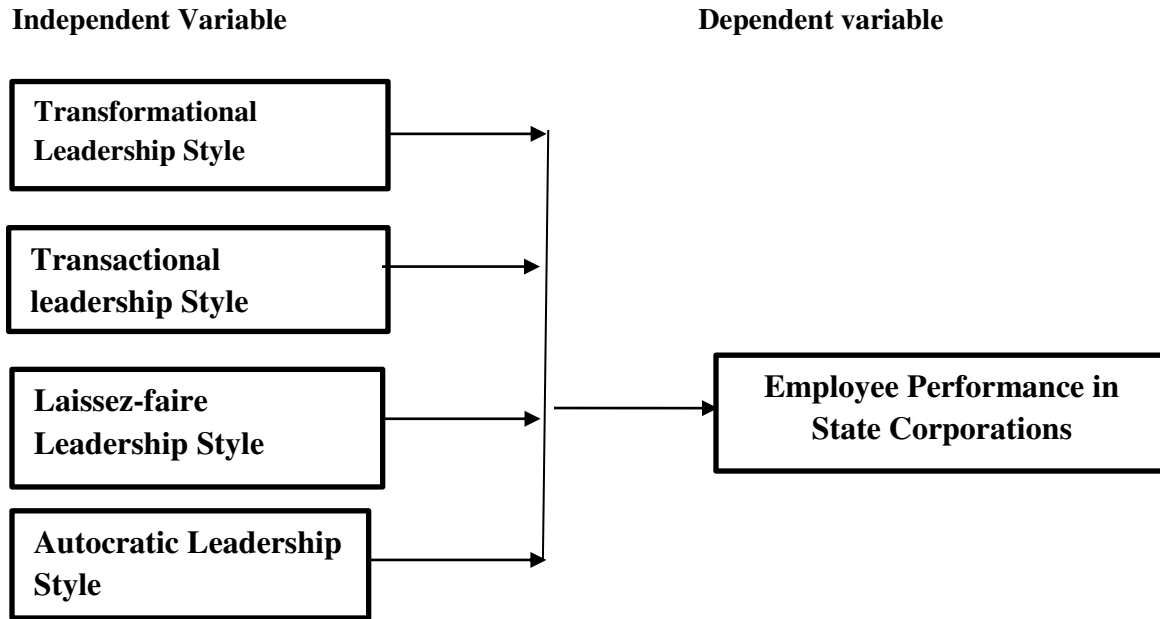 Independent Variable
Dependent variable
Transformational
Leadership Style
Transactional
leadership Style
Laissez-faire
Leadership Style
Autocratic Leadership
Style
Employee Performance in
State Corporations